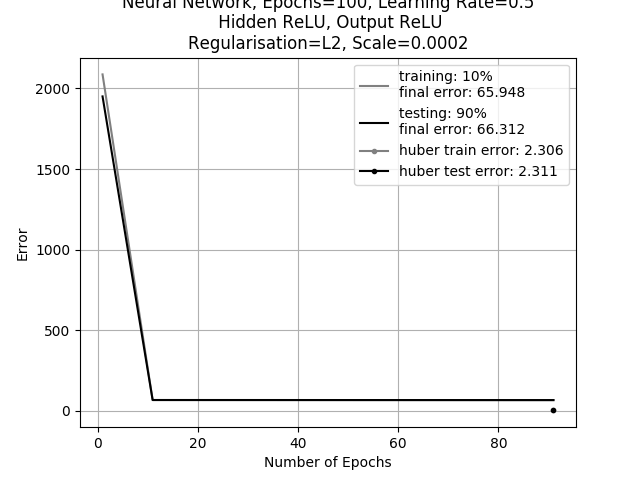 Neural Network, Epochs=100, Learning Rate=0.5
Hidden ReLU, Output ReLU
Regularisation=L2, Scale=0.0002
2000
1500
1000
500
0
Error
training: 10%
final error: 65.948
testing: 90%
final error: 66.312
huber train error: 2.306
huber test error: 2.311
0 20 40 60 80
Number of Epochs